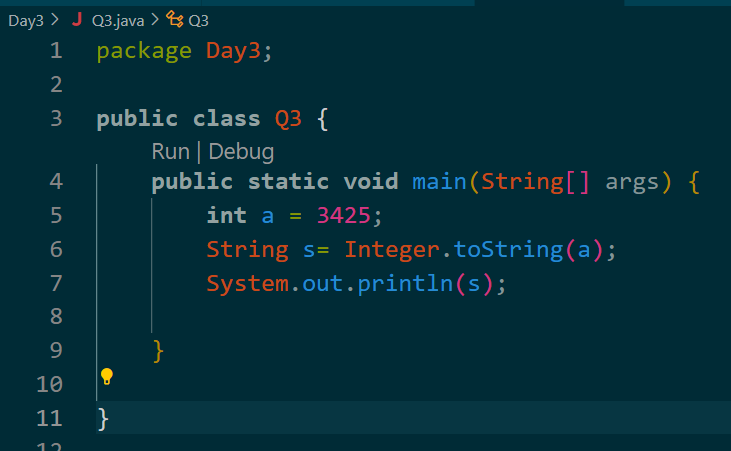 Day3 > J Q3.java > Q3
1 package Day3;
2
3 public class Q3 {
Run | Debug
4 public static void main(String[] args) {
5 int a = 3425;
6 String s= Integer.toString(a);
7 System.out.println(s);
8
9 }
10
11 }
12